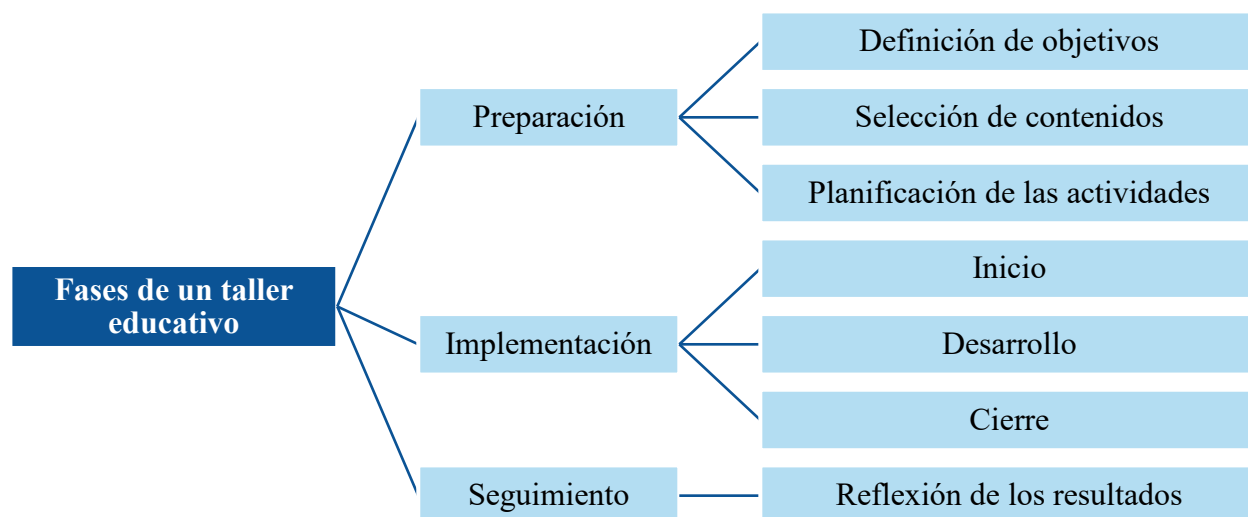 Fases de un taller
educativo
Preparación
Definición de objetivos
Selección de contenidos
Planificación de las actividades
Implementación
Inicio
Desarrollo
Cierre
Seguimiento
Reflexión de los resultados